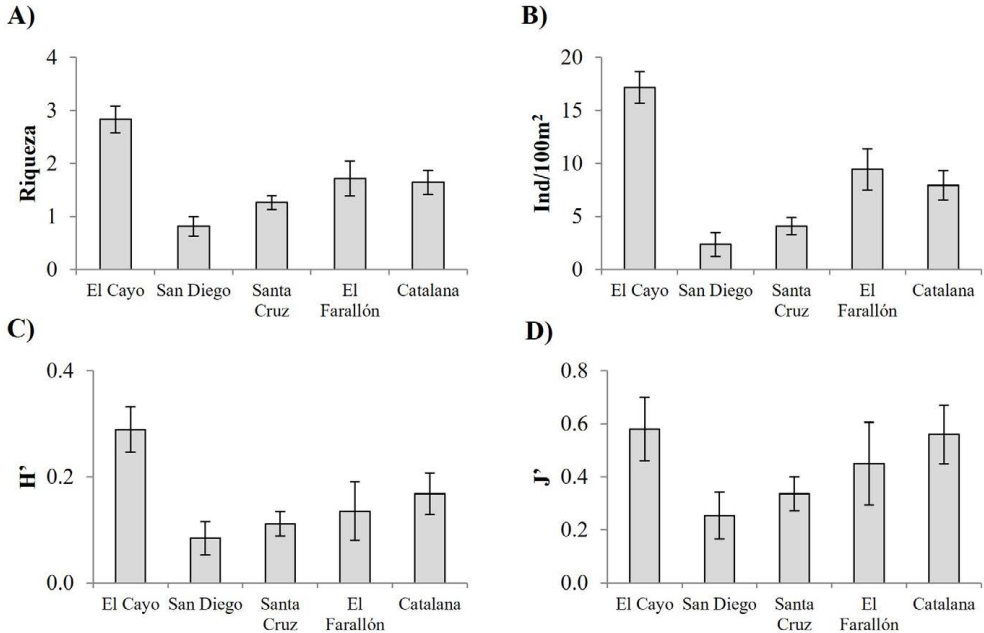 A)
Riqueza
4
3
2
1
0
El Cayo San Diego Santa Cruz El Farallón Catalana
B)
Ind/100m²
20
15
10
5
0
El Cayo San Diego Santa Cruz El Farallón Catalana
C)
H’
0.4
0.2
0.0
El Cayo San Diego Santa Cruz El Farallón Catalana
D)
J’
0.8
0.6
0.4
0.2
0.0
El Cayo San Diego Santa Cruz El Farallón Catalana